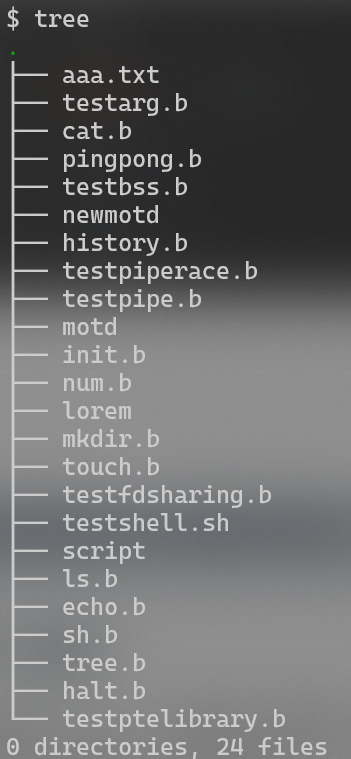 $ tree
.
├── aaa.txt
├── testarg.b
├── cat.b
├── pingpong.b
├── testbss.b
├── newmotd
├── history.b
├── testpiperace.b
├── testpipe.b
├── motd
├── init.b
├── num.b
├── lorem
├── mkdir.b
├── touch.b
├── testfdsharing.b
├── testshell.sh
├── script
├── ls.b
├── echo.b
├── sh.b
├── tree.b
├── halt.b
└── testptelibrary.b
0 directories, 24 files